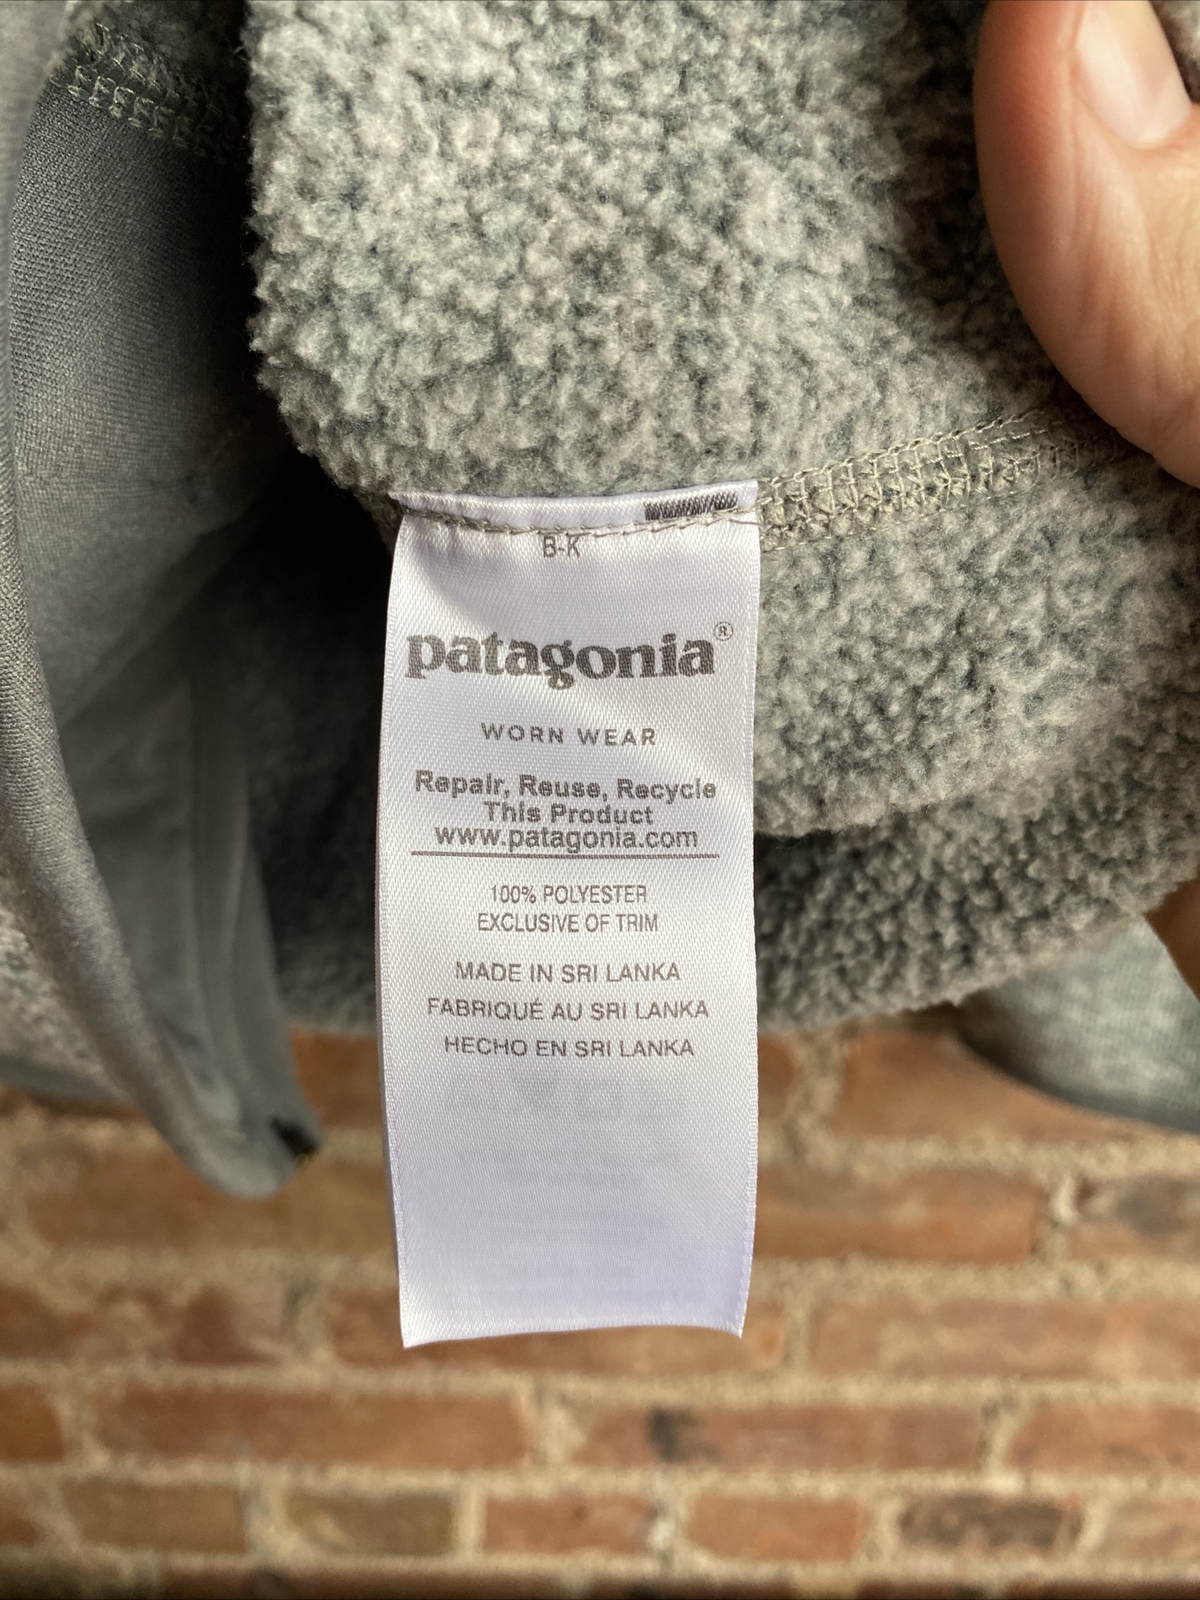 B-K
patagonia®
WORN WEAR
Repair, Reuse, Recycle
This Product
www.patagonia.com
100% POLYESTER
EXCLUSIVE OF TRIM
MADE IN SRI LANKA
FABRIQUÉ AU SRI LANKA
HECHO EN SRI LANKA